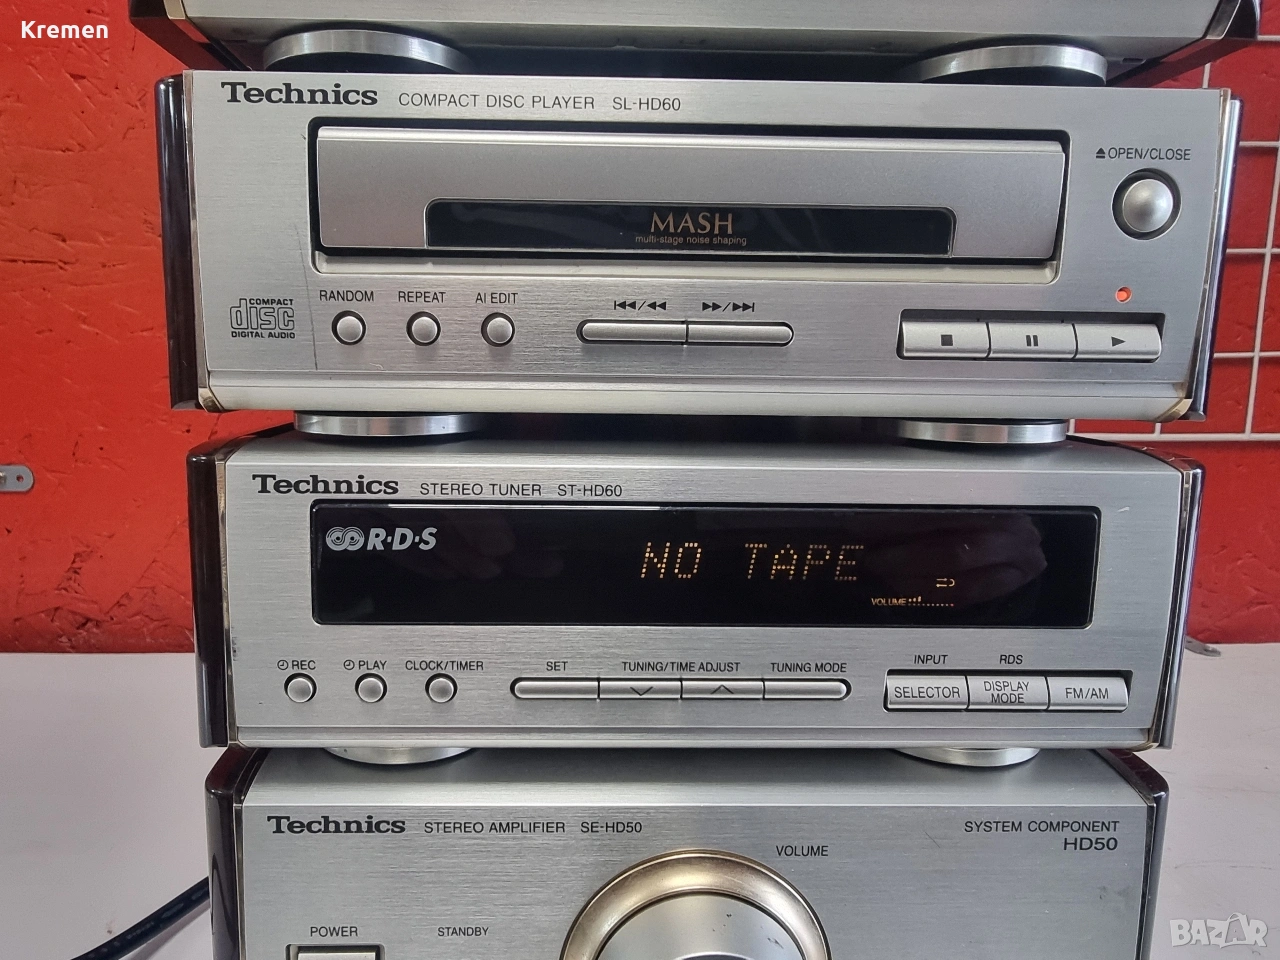 Kremen
Technics COMPACT DISC PLAYER SL-HD60
OPEN/CLOSE
MASH
multi-stage noise shaping
RANDOM REPEAT AI EDIT
COMPACT
disc
DIGITAL AUDIO
Technics STEREO TUNER ST-HD60
R·D·S
NO TAPE
VOLUME
REC PLAY CLOCK/TIMER SET TUNING/TIME ADJUST TUNING MODE
INPUT RDS
SELECTOR DISPLAY MODE FM/AM
Technics STEREO AMPLIFIER SE-HD50
SYSTEM COMPONENT
HD50
VOLUME
POWER STANDBY
BAZAR